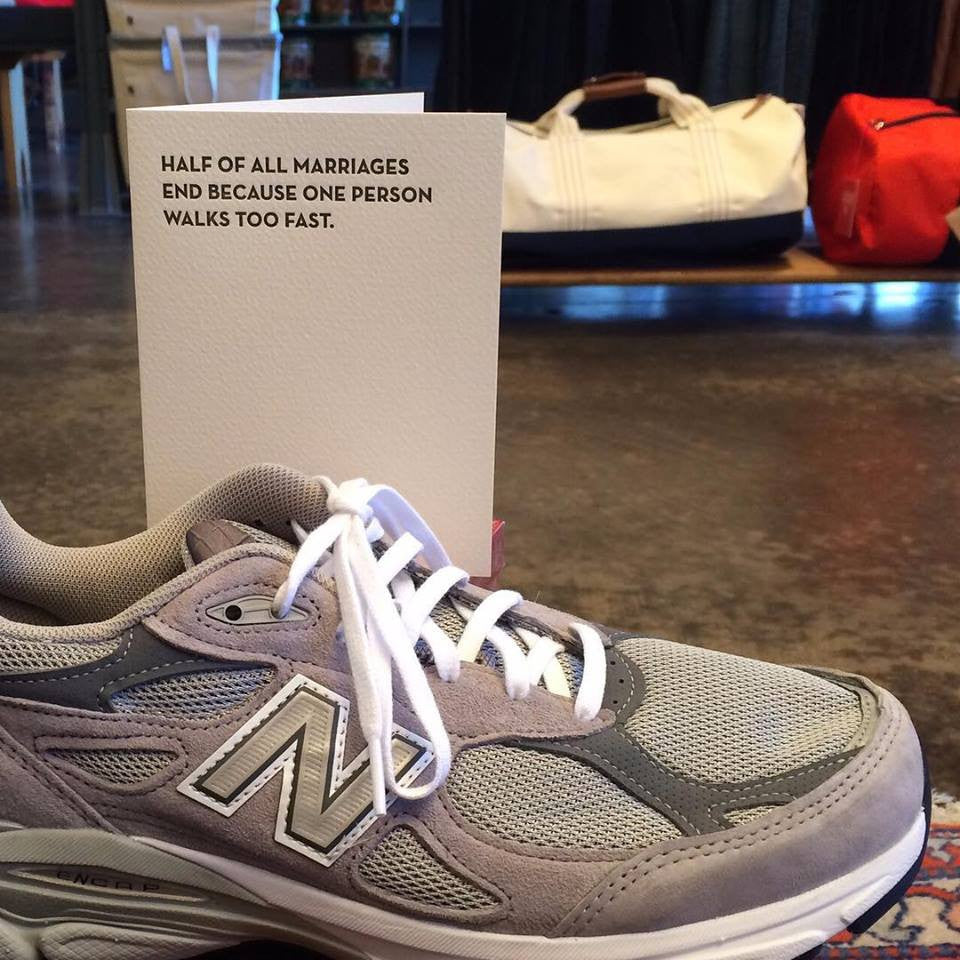 HALF OF ALL MARRIAGES
END BECAUSE ONE PERSON
WALKS TOO FAST.
N
ENCAP